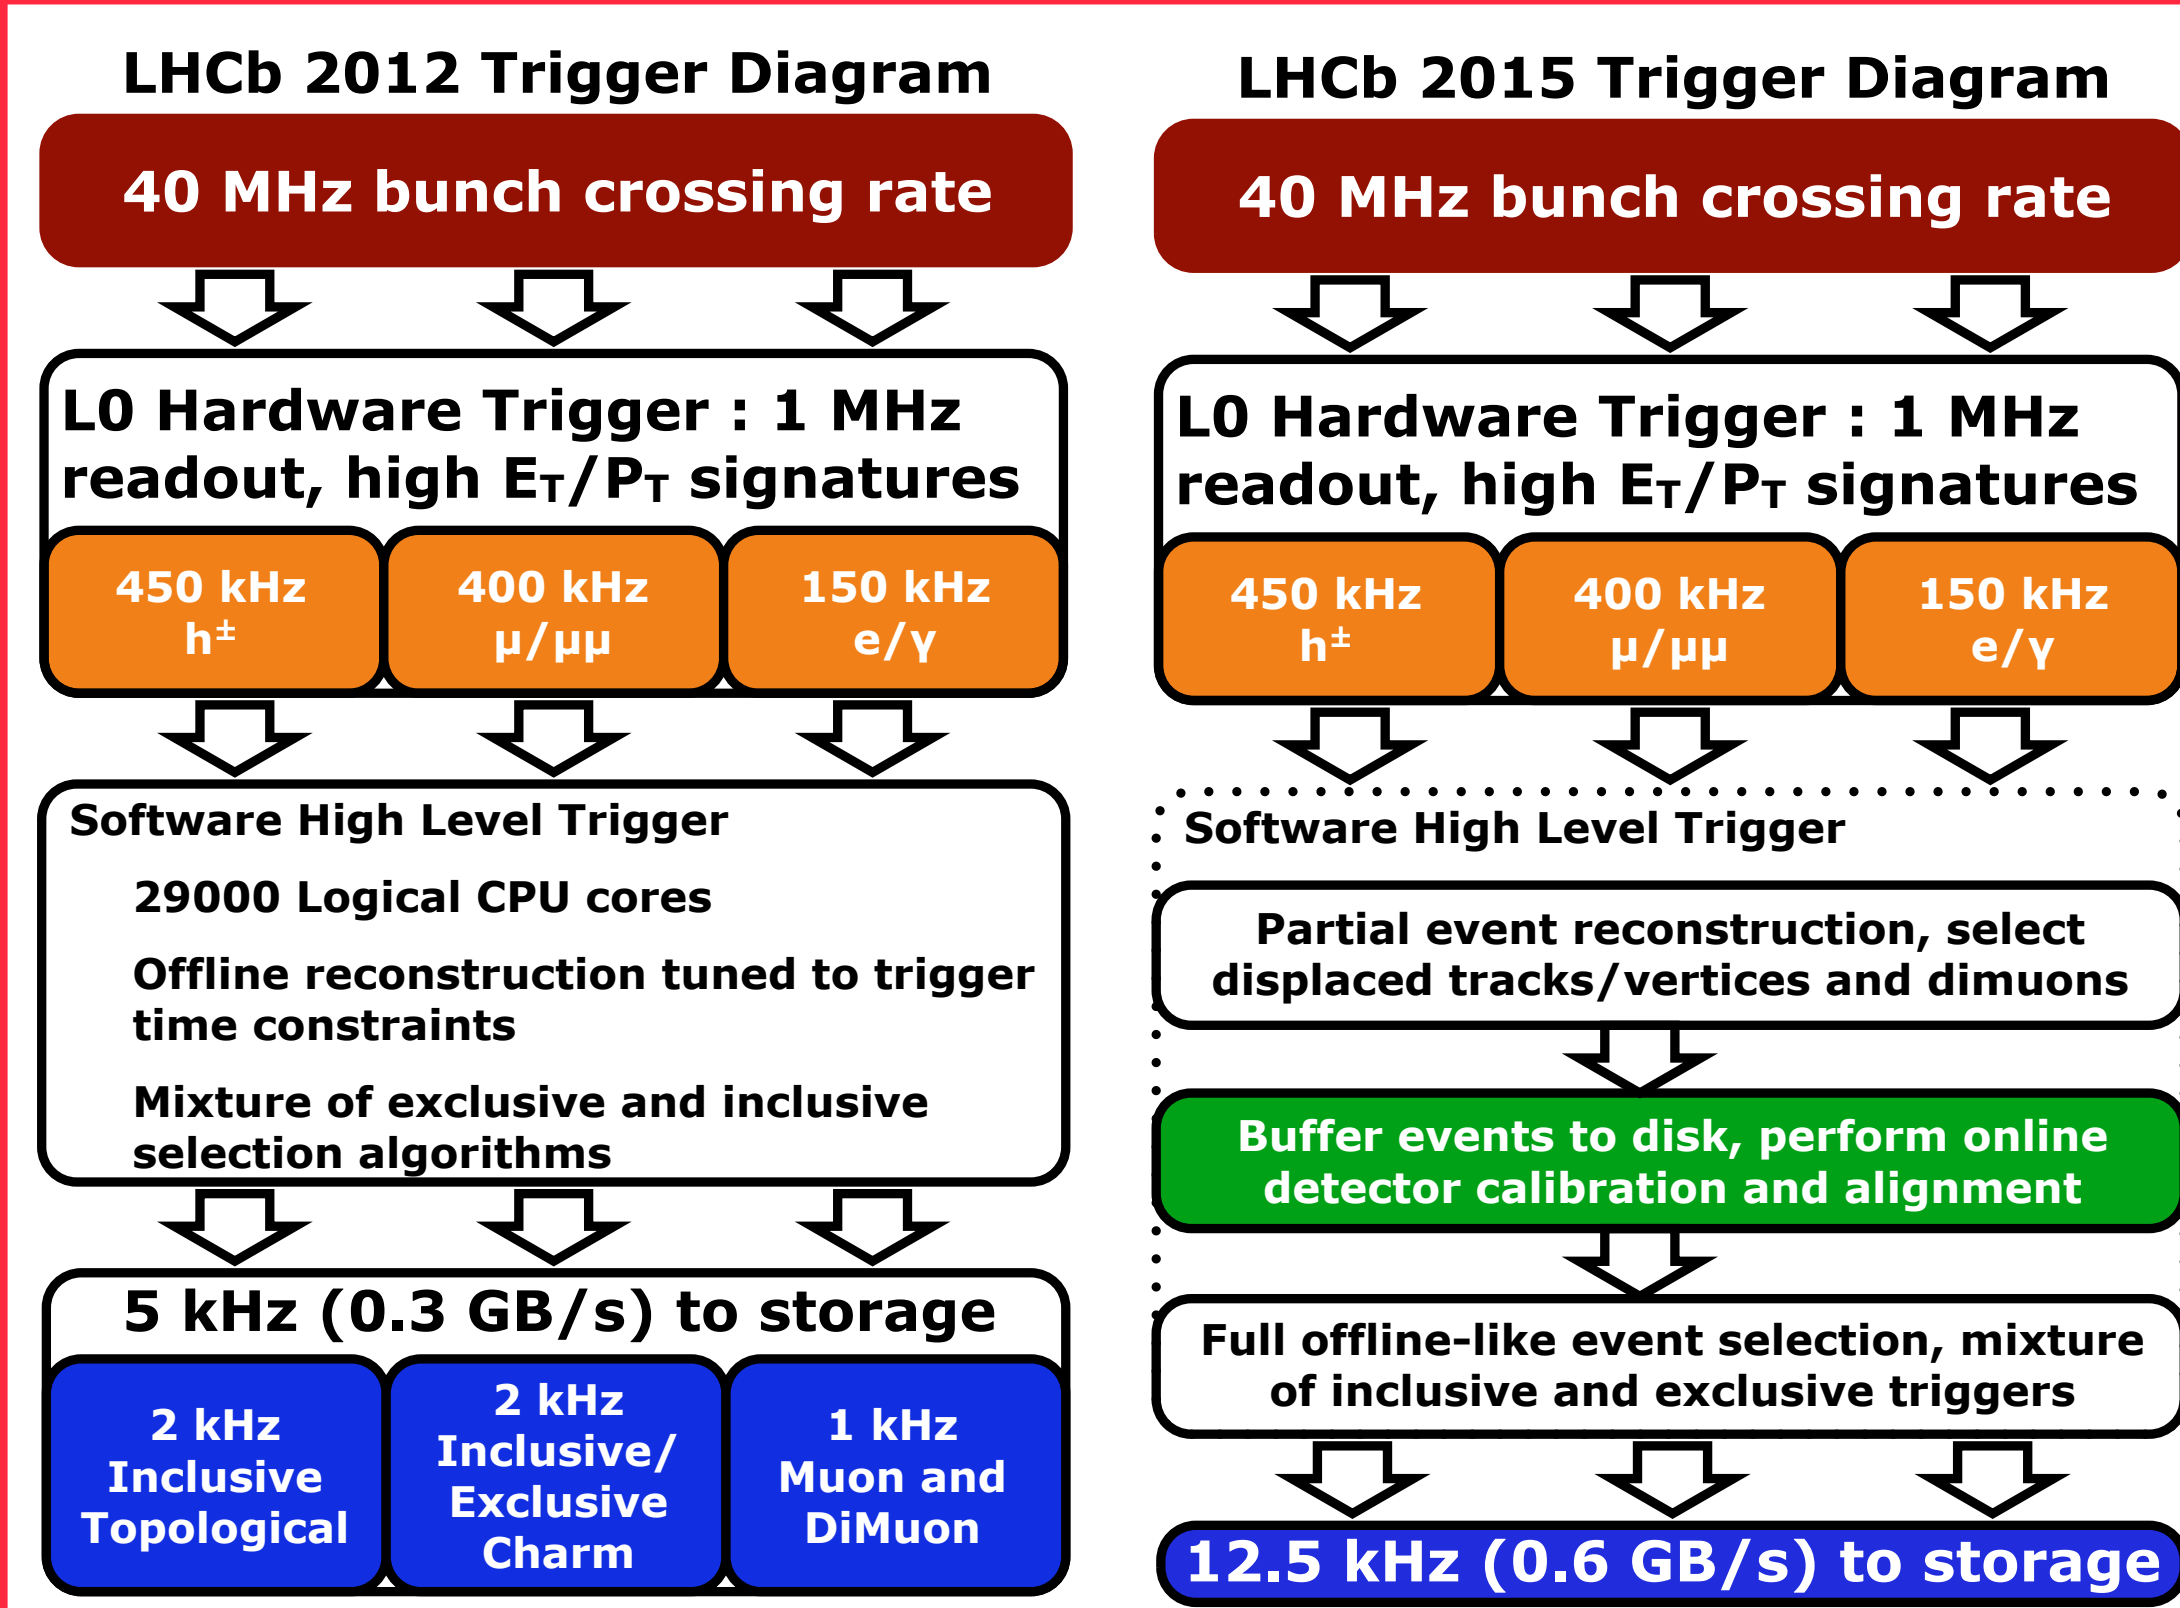 LHCb 2012 Trigger Diagram
40 MHz bunch crossing rate
L0 Hardware Trigger : 1 MHz
readout, high E_T/P_T signatures
450 kHz
h±
400 kHz
μ/μμ
150 kHz
e/γ
Software High Level Trigger
29000 Logical CPU cores
Offline reconstruction tuned to trigger
time constraints
Mixture of exclusive and inclusive
selection algorithms
5 kHz (0.3 GB/s) to storage
2 kHz
Inclusive
Topological
2 kHz
Inclusive/
Exclusive
Charm
1 kHz
Muon and
DiMuon
LHCb 2015 Trigger Diagram
40 MHz bunch crossing rate
L0 Hardware Trigger : 1 MHz
readout, high E_T/P_T signatures
450 kHz
h±
400 kHz
μ/μμ
150 kHz
e/γ
Software High Level Trigger
Partial event reconstruction, select
displaced tracks/vertices and dimuons
Buffer events to disk, perform online
detector calibration and alignment
Full offline-like event selection, mixture
of inclusive and exclusive triggers
12.5 kHz (0.6 GB/s) to storage